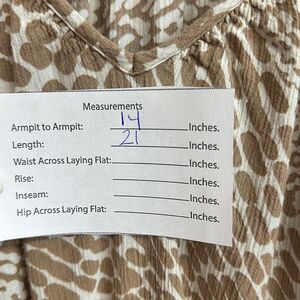 Measurements
Armpit to Armpit: 14 Inches.
Length: 21 Inches.
Waist Across Laying Flat: Inches.
Rise: Inches.
Inseam: Inches.
Hip Across Laying Flat: Inches.